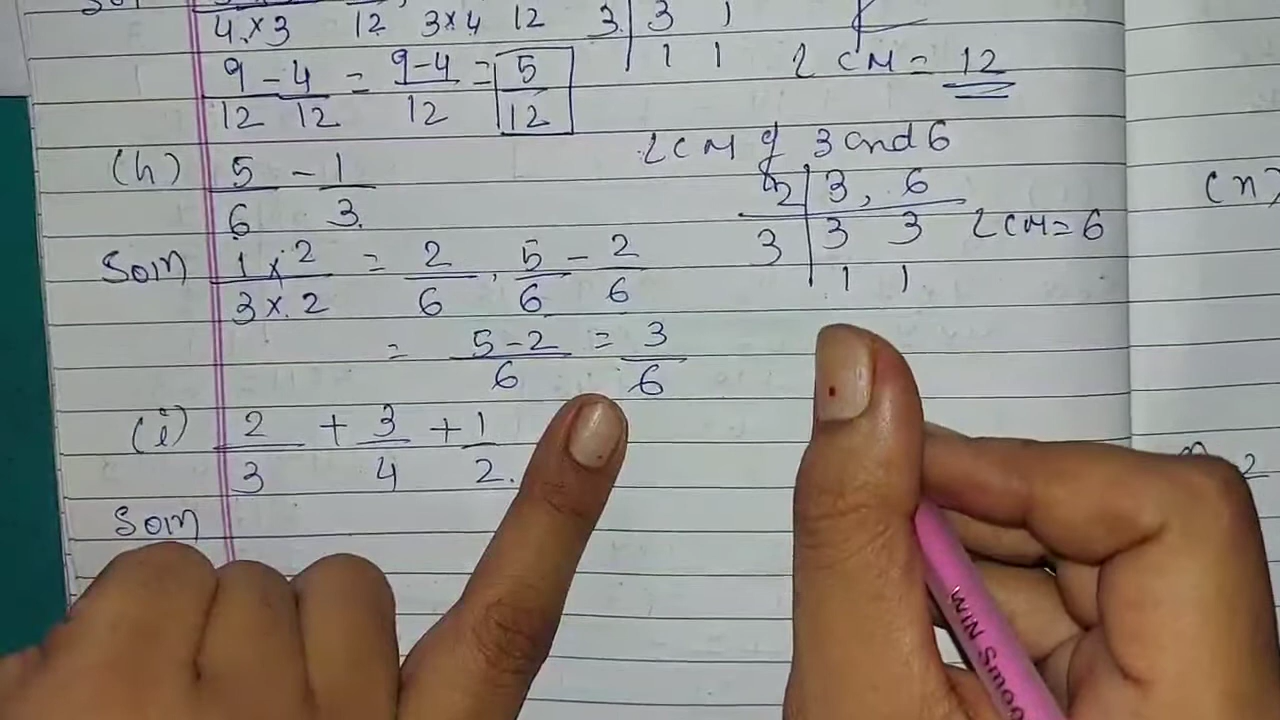 4×3 12 3×4 12 3 | 3 1
1 1 LCM = 12
9/12 - 4/12 = 9-4/12 = 5/12
LCM of 3 and 6
(h) 5/6 - 1/3
2 | 3, 6
3 | 3 3 LCM = 6
1 1
Soln 1×2/3×2 = 2/6, 5/6 - 2/6
= 5-2/6 = 3/6
(i) 2/3 + 3/4 + 1/2
Soln
(n)
2
WIN Smoo